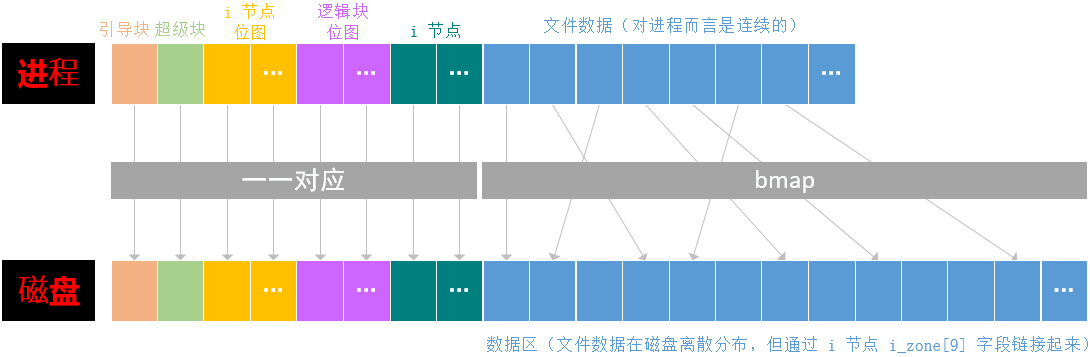 引导块 超级块 i 节点 逻辑块 i 节点 文件数据（对进程而言是连续的）
位图 位图
进程 ... ... ... ...
一一对应 bmap
磁盘 ... ... ... ...
数据区（文件数据在磁盘离散分布，但通过 i 节点 i_zone[9] 字段链接起来）